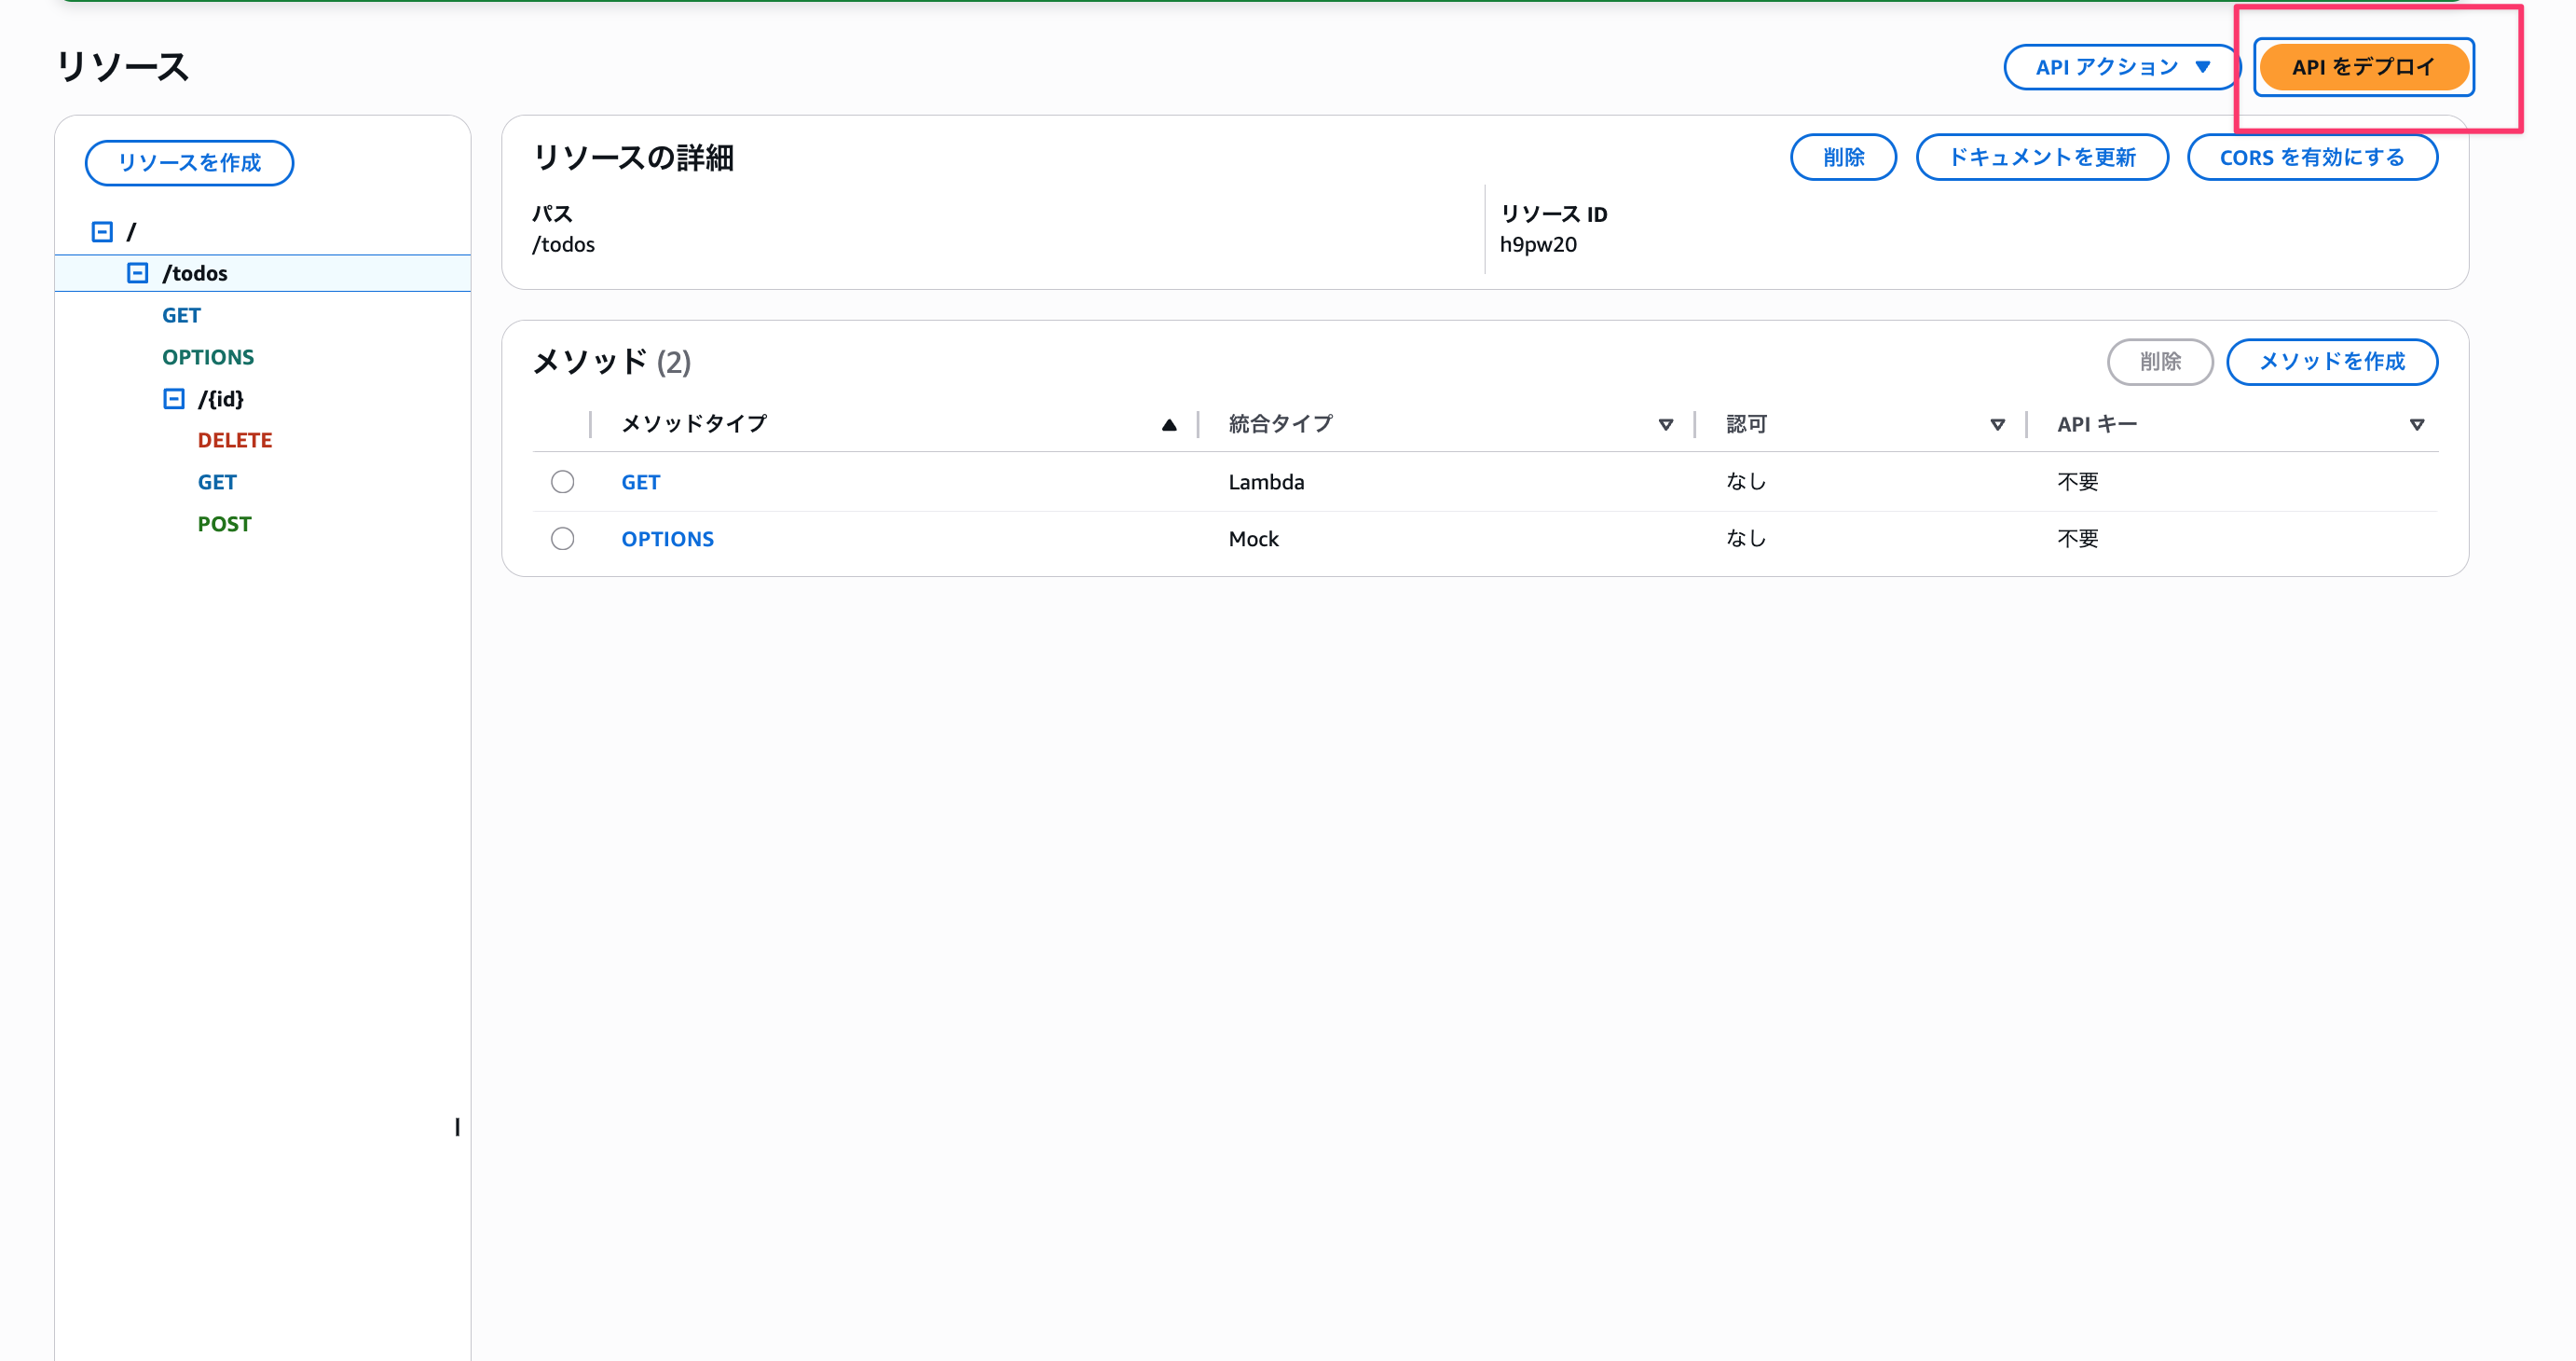 リソース
API アクション
API をデプロイ
リソースを作成
/
/todos
GET
OPTIONS
/{id}
DELETE
GET
POST
リソースの詳細
削除
ドキュメントを更新
CORS を有効にする
パス
/todos
リソース ID
h9pw20
メソッド (2)
削除
メソッドを作成
メソッドタイプ 統合タイプ 認可 API キー
GET Lambda なし 不要
OPTIONS Mock なし 不要